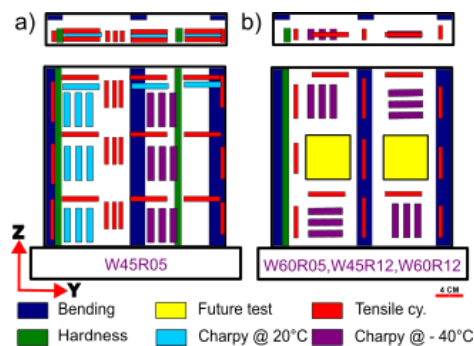 a)
b)
W45R05
W60R05,W45R12,W60R12
Z
Y
4 CM
Bending
Future test
Tensile cy.
Hardness
Charpy @ 20°C
Charpy @ - 40°C